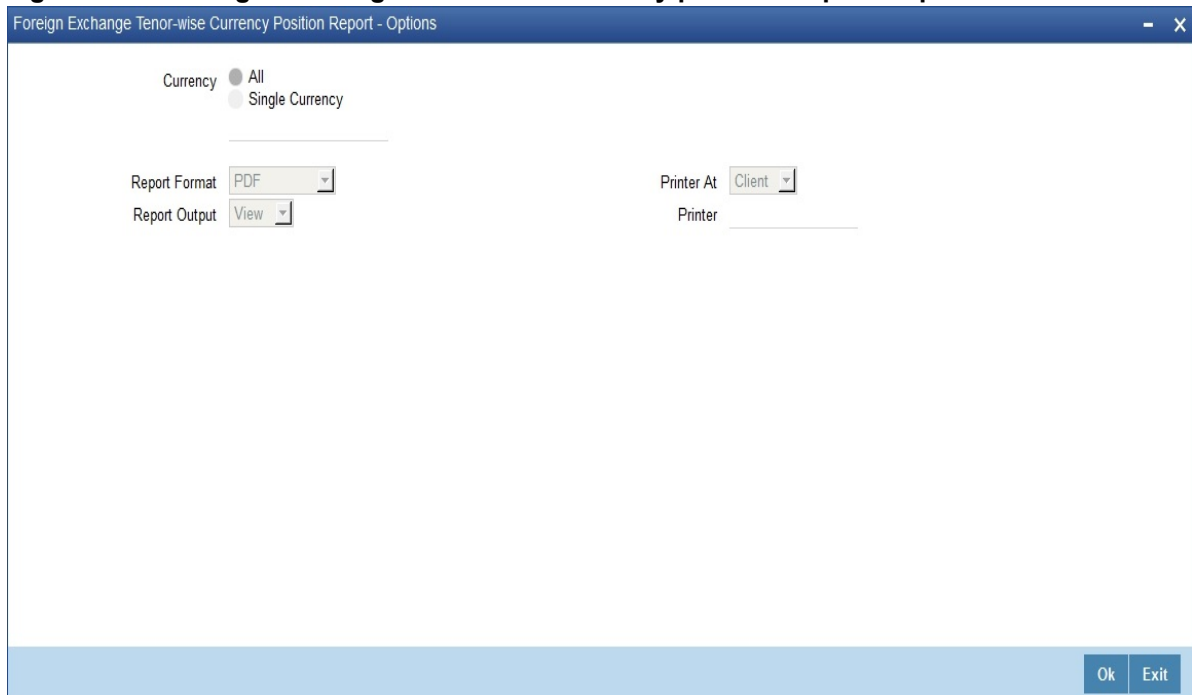 Foreign Exchange Tenor-wise Currency Position Report - Options
Currency
All
Single Currency
Report Format PDF
Printer At Client
Report Output View
Printer
Ok Exit